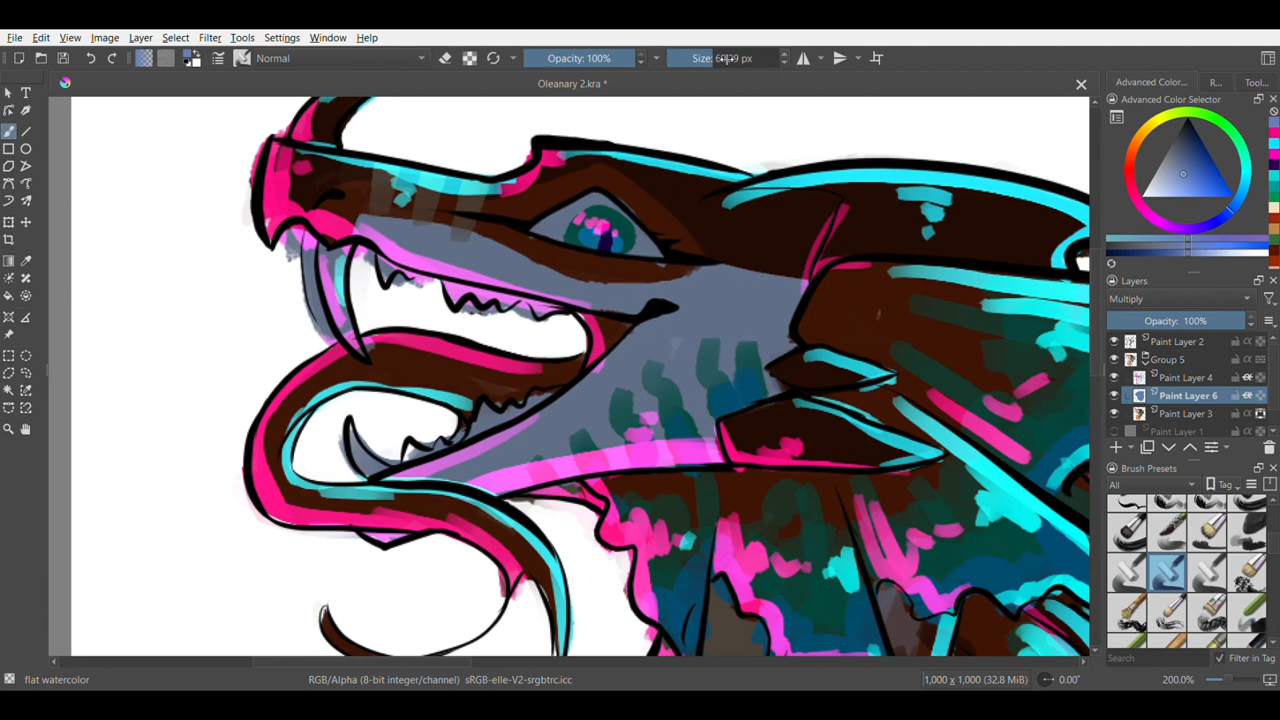 File Edit View Image Layer Select Filter Tools Settings Window Help
Normal Opacity: 100% Size:
Oleanary 2.kra *
Advanced Color... R... Tool...
Advanced Color Selector
Layers
Multiply
Opacity: 100%
Paint Layer 2
Group 5
Paint Layer 4
Paint Layer 6
Paint Layer 3
Paint Layer 1
Brush Presets
All Tag
Search Filter in Tag
flat watercolor RGB/Alpha (8-bit integer/channel) sRGB-elle-V2-srgbtrc.icc 1,000 x 1,000 (32.8 MiB) 0.00° 200.0%